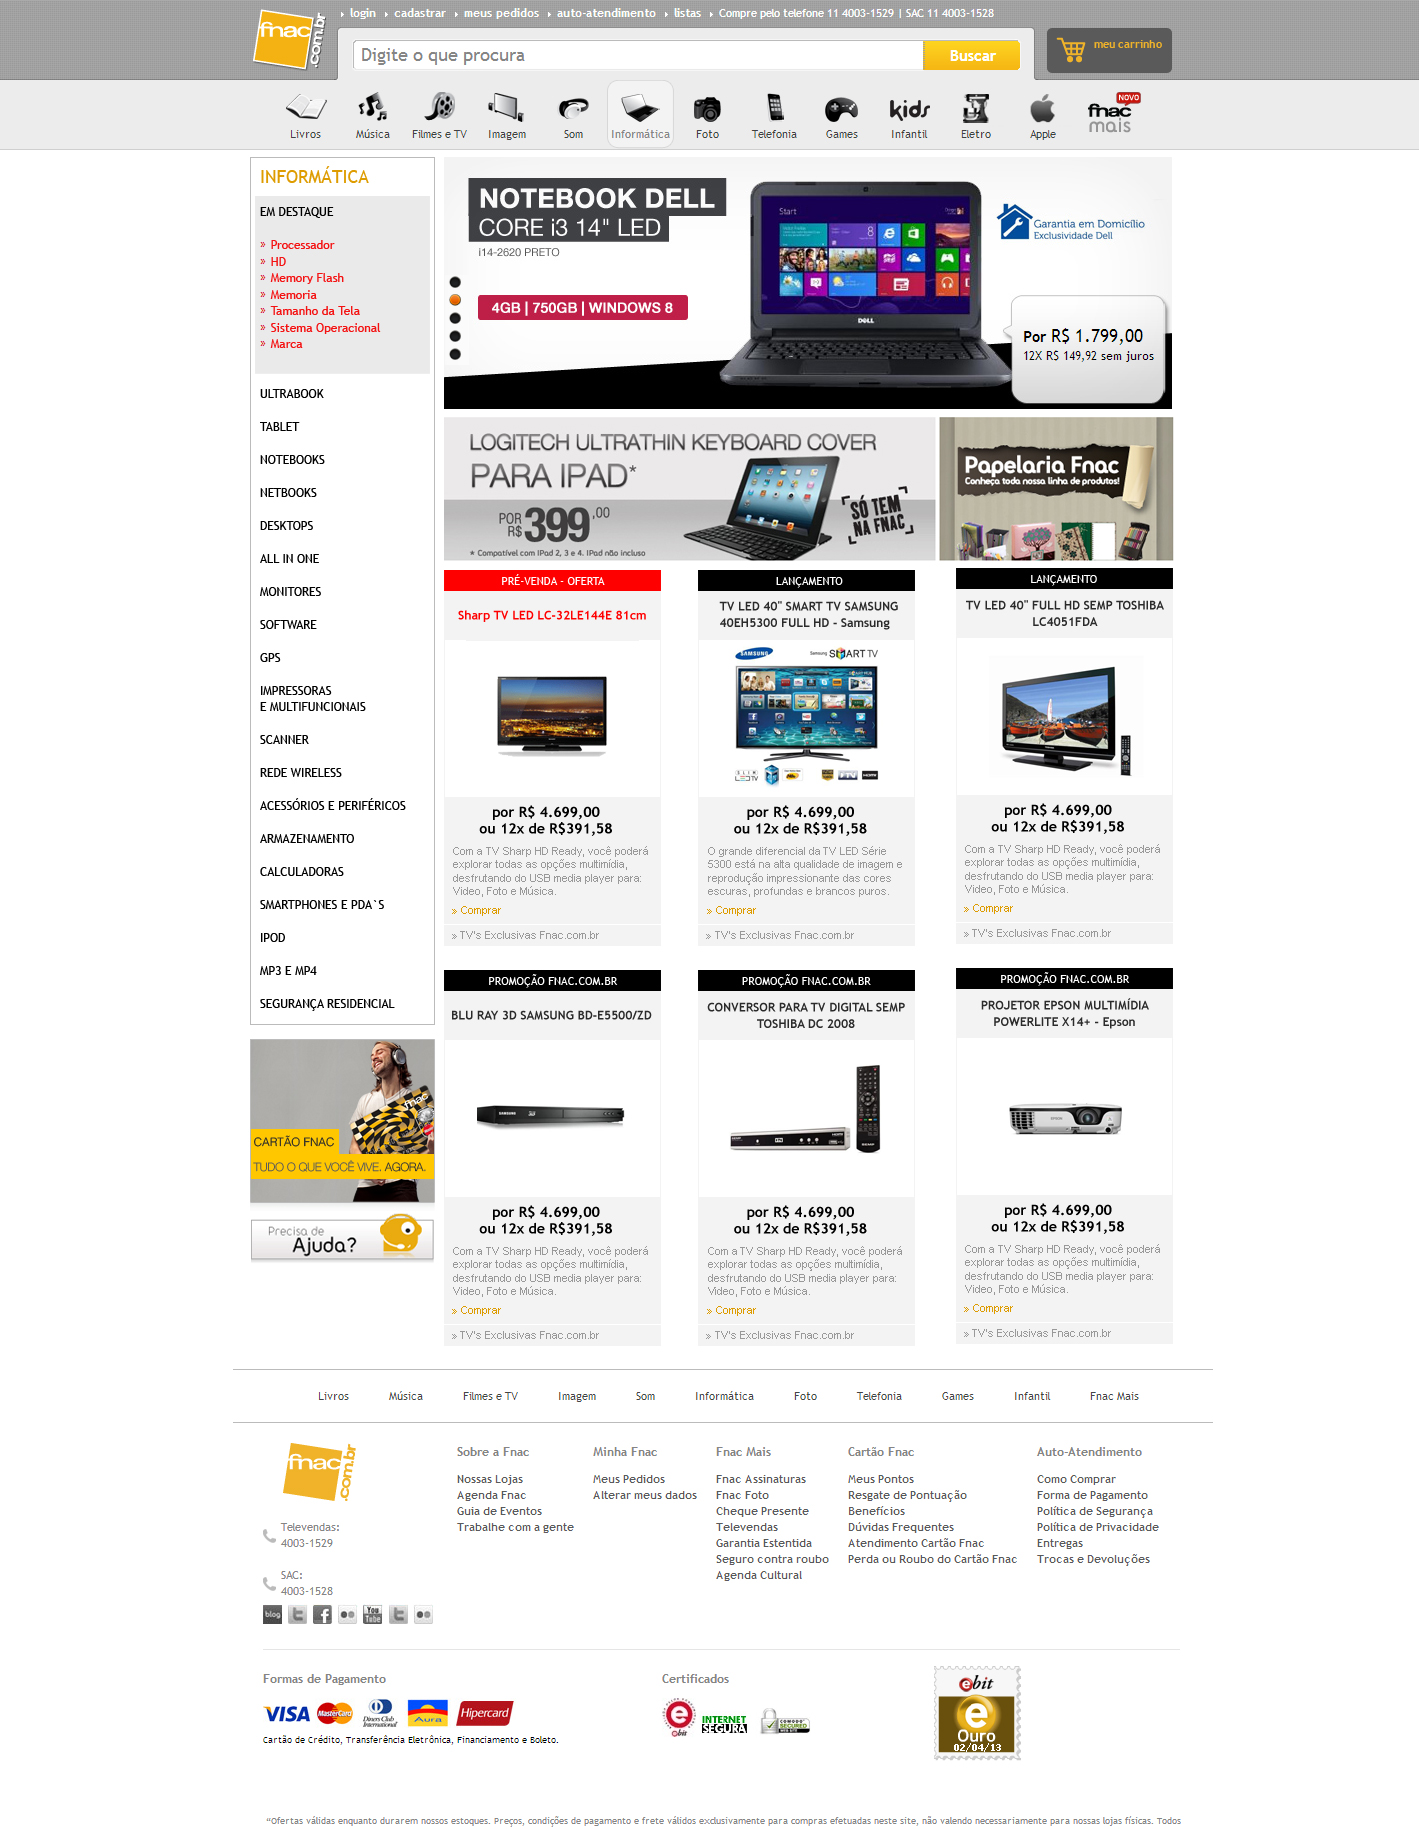 fnac.com.br
login cadastrar meus pedidos auto-atendimento listas Compre pelo telefone 11 4003-1529 | SAC 11 4003-1528
Digite o que procura
Buscar
meu carrinho
Livros Música Filmes e TV Imagem Som Informática Foto Telefonia Games kids Infantil Eletro Apple NOVO fnac mais
INFORMÁTICA
EM DESTAQUE
» Processador
» HD
» Memory Flash
» Memoria
» Tamanho da Tela
» Sistema Operacional
» Marca
ULTRABOOK
TABLET
NOTEBOOKS
NETBOOKS
DESKTOPS
ALL IN ONE
MONITORES
SOFTWARE
GPS
IMPRESSORAS
E MULTIFUNCIONAIS
SCANNER
REDE WIRELESS
ACESSÓRIOS E PERIFÉRICOS
ARMAZENAMENTO
CALCULADORAS
SMARTPHONES E PDA`S
IPOD
MP3 E MP4
SEGURANÇA RESIDENCIAL
fnac
CARTÃO FNAC
TUDO O QUE VOCÊ VIVE. AGORA.
Precisa de
Ajuda?
NOTEBOOK DELL
CORE i3 14" LED
i14-2620 PRETO
4GB | 750GB | WINDOWS 8
Start
DELL
Garantia em Domicílio
Exclusividade Dell
Por R$ 1.799,00
12X R$ 149,92 sem juros
LOGITECH ULTRATHIN KEYBOARD COVER
PARA IPAD*
POR R$ 399,00
* Compatível com IPad 2, 3 e 4. IPad não incluso
SÓ TEM
NA FNAC
Papelaria Fnac
Conheça toda nossa linha de produtos!
PRÉ-VENDA - OFERTA
Sharp TV LED LC-32LE144E 81cm
por R$ 4.699,00
ou 12x de R$391,58
Com a TV Sharp HD Ready, você poderá
explorar todas as opções multimídia,
desfrutando do USB media player para:
Video, Foto e Música.
» Comprar
» TV's Exclusivas Fnac.com.br
LANÇAMENTO
TV LED 40" SMART TV SAMSUNG
40EH5300 FULL HD - Samsung
SAMSUNG
Samsung SMART TV
por R$ 4.699,00
ou 12x de R$391,58
O grande diferencial da TV LED Série
5300 está na alta qualidade de imagem e
reprodução impressionante das cores
escuras, profundas e brancos puros.
» Comprar
» TV's Exclusivas Fnac.com.br
LANÇAMENTO
TV LED 40" FULL HD SEMP TOSHIBA
LC4051FDA
por R$ 4.699,00
ou 12x de R$391,58
Com a TV Sharp HD Ready, você poderá
explorar todas as opções multimídia,
desfrutando do USB media player para:
Video, Foto e Música.
» Comprar
» TV's Exclusivas Fnac.com.br
PROMOÇÃO FNAC.COM.BR
BLU RAY 3D SAMSUNG BD-E5500/ZD
por R$ 4.699,00
ou 12x de R$391,58
Com a TV Sharp HD Ready, você poderá
explorar todas as opções multimídia,
desfrutando do USB media player para:
Video, Foto e Música.
» Comprar
» TV's Exclusivas Fnac.com.br
PROMOÇÃO FNAC.COM.BR
CONVERSOR PARA TV DIGITAL SEMP
TOSHIBA DC 2008
por R$ 4.699,00
ou 12x de R$391,58
Com a TV Sharp HD Ready, você poderá
explorar todas as opções multimídia,
desfrutando do USB media player para:
Video, Foto e Música.
» Comprar
» TV's Exclusivas Fnac.com.br
PROMOÇÃO FNAC.COM.BR
PROJETOR EPSON MULTIMÍDIA
POWERLITE X14+ - Epson
por R$ 4.699,00
ou 12x de R$391,58
Com a TV Sharp HD Ready, você poderá
explorar todas as opções multimídia,
desfrutando do USB media player para:
Video, Foto e Música.
» Comprar
» TV's Exclusivas Fnac.com.br
Livros Música Filmes e TV Imagem Som Informática Foto Telefonia Games Infantil Fnac Mais
fnac.com.br
Televendas:
4003-1529
SAC:
4003-1528
blog
You Tube
Sobre a Fnac
Nossas Lojas
Agenda Fnac
Guia de Eventos
Trabalhe com a gente
Minha Fnac
Meus Pedidos
Alterar meus dados
Fnac Mais
Fnac Assinaturas
Fnac Foto
Cheque Presente
Televendas
Garantia Estentida
Seguro contra roubo
Agenda Cultural
Cartão Fnac
Meus Pontos
Resgate de Pontuação
Benefícios
Dúvidas Frequentes
Atendimento Cartão Fnac
Perda ou Roubo do Cartão Fnac
Auto-Atendimento
Como Comprar
Forma de Pagamento
Política de Segurança
Política de Privacidade
Entregas
Trocas e Devoluções
Formas de Pagamento
VISA MasterCard Diners Club International Aura Hipercard
Cartão de Crédito, Transferência Eletrônica, Financiamento e Boleto.
Certificados
e bit
INTERNET
SEGURA
COMODO
SECURED
ebit
e
Ouro
02/04/13
"Ofertas válidas enquanto durarem nossos estoques. Preços, condições de pagamento e frete válidos exclusivamente para compras efetuadas neste site, não valendo necessariamente para nossas lojas físicas. Todos